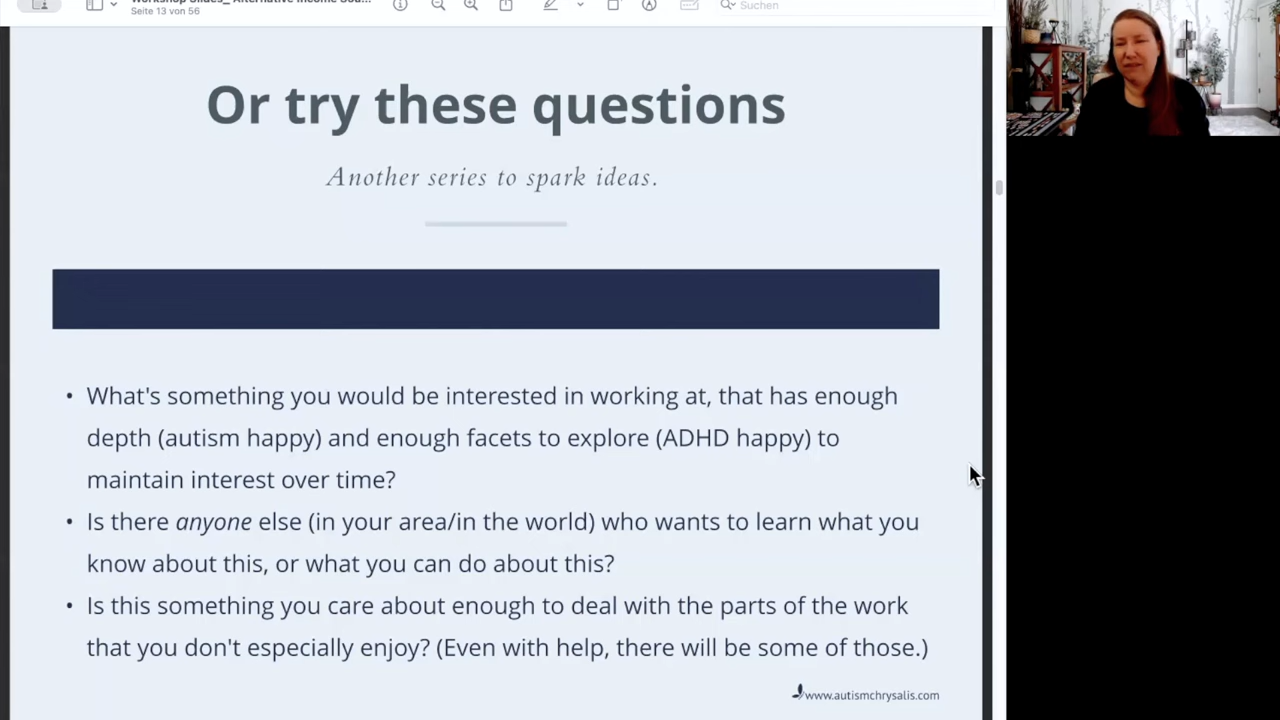 Workshop Slides_ Alternative Income Sou...
Seite 13 von 56
Suchen
Or try these questions
Another series to spark ideas.
• What's something you would be interested in working at, that has enough
depth (autism happy) and enough facets to explore (ADHD happy) to
maintain interest over time?
• Is there anyone else (in your area/in the world) who wants to learn what you
know about this, or what you can do about this?
• Is this something you care about enough to deal with the parts of the work
that you don't especially enjoy? (Even with help, there will be some of those.)
www.autismchrysalis.com